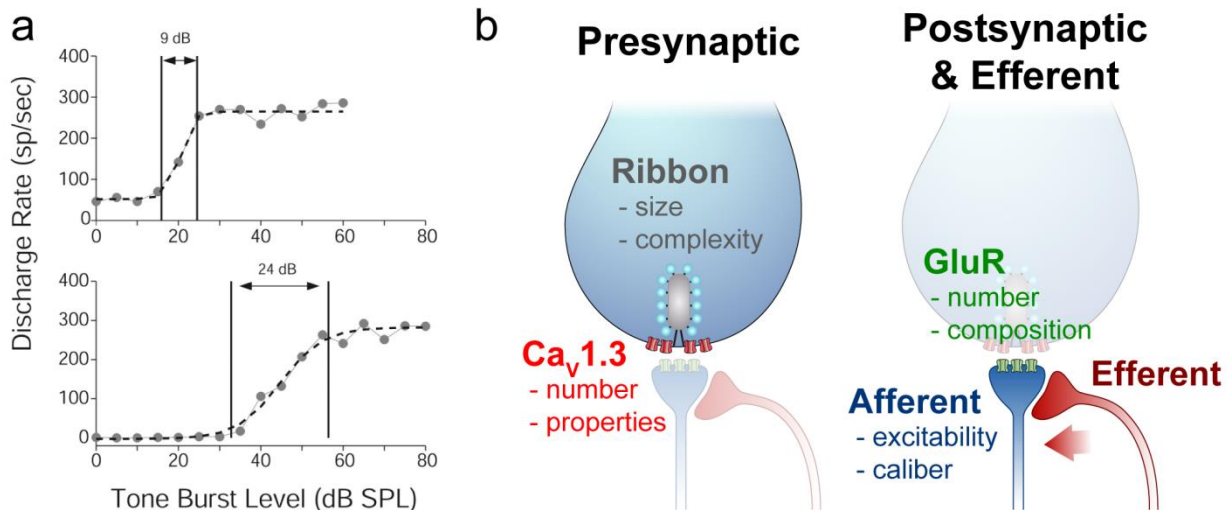 a
9 dB
400
300
200
100
0
0
20
40
60
80
24 dB
400
300
200
100
0
0
20
40
60
80
Discharge Rate (sp/sec)
Tone Burst Level (dB SPL)
b
Presynaptic
Ribbon
- size
- complexity
Cav1.3
- number
- properties
Postsynaptic
& Efferent
GluR
- number
- composition
Efferent
Afferent
- excitability
- caliber